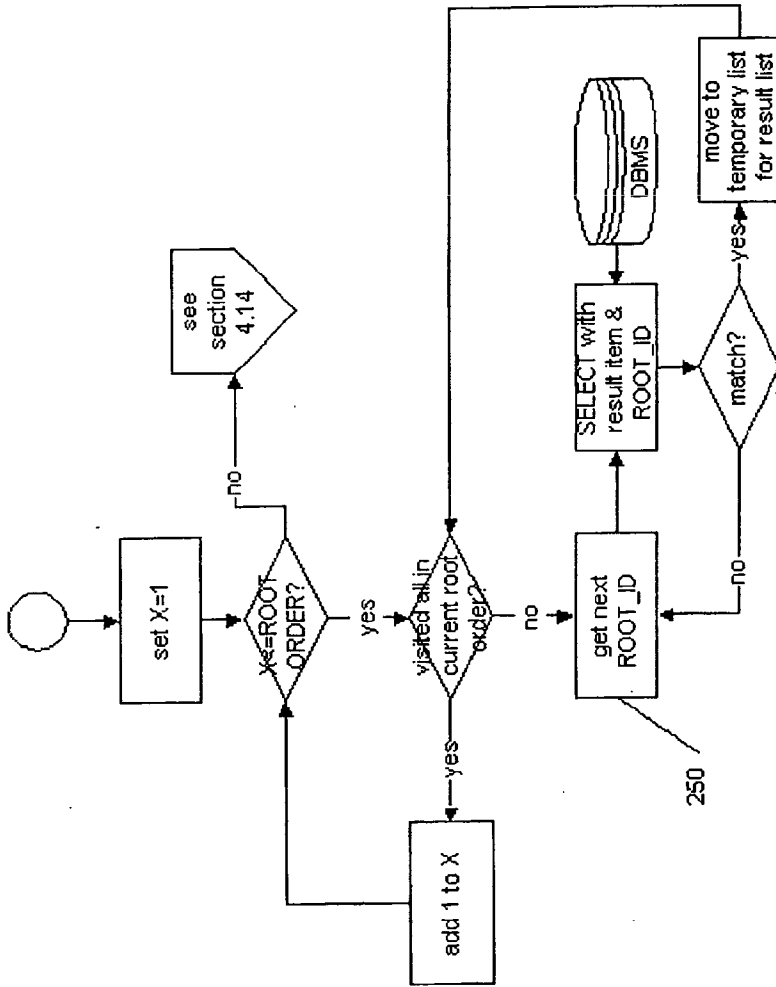 set X=1
X<=ROOT
ORDER?
no
see
section
4.14
yes
visited all in
current root
order?
yes
add 1 to X
no
get next
ROOT_ID
250
SELECT with
result item &
ROOT_ID
DBMS
match?
no
yes
move to
temporary list
for result list